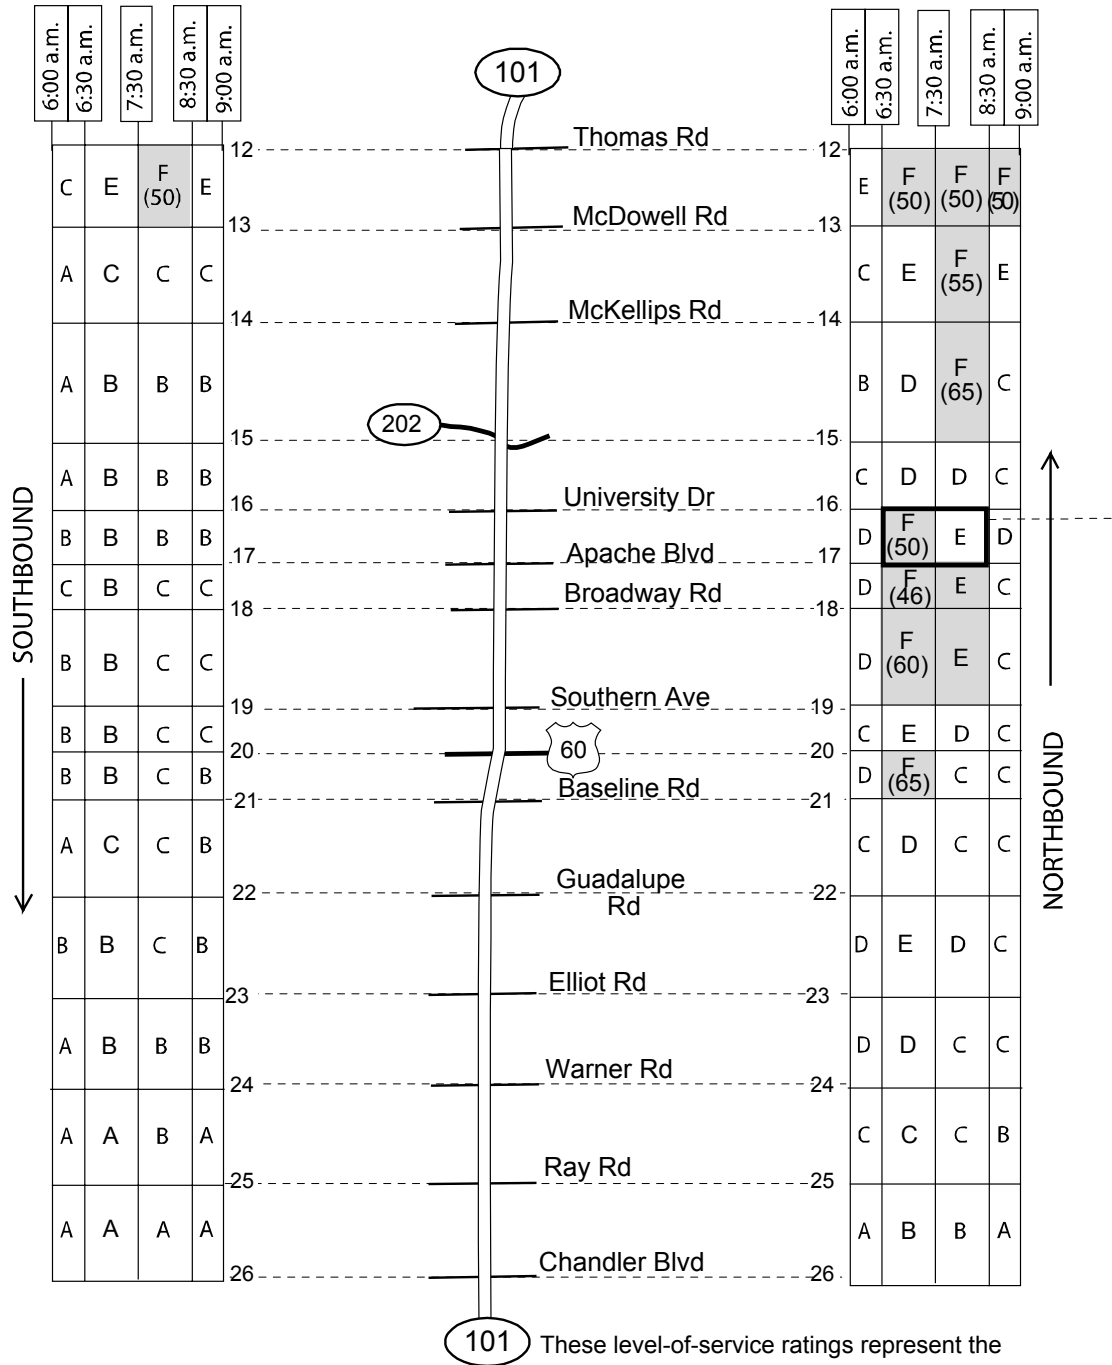 6:00 a.m. 6:30 a.m. 7:30 a.m. 8:30 a.m. 9:00 a.m.
6:00 a.m. 6:30 a.m. 7:30 a.m. 8:30 a.m. 9:00 a.m.
101
12 Thomas Rd 12
C E F (50) E
E F (50) F (50) F (50)
13 McDowell Rd 13
A C C C
C E F (55) E
14 McKellips Rd 14
A B B B
B D F (65) C
202
15 15
A B B B
C D D C
16 University Dr 16
B B B B
D F (50) E D
17 Apache Blvd 17
C B C C
D F (46) E C
18 Broadway Rd 18
B B C C
D F (60) E C
19 Southern Ave 19
B B C C
C E D C
20 60 20
B B C B
D F (65) C C
21 Baseline Rd 21
A C C B
C D C C
22 Guadalupe 22
Rd
B B C B
D E D C
23 Elliot Rd 23
A B B B
D D C C
24 Warner Rd 24
A A B A
C C C B
25 Ray Rd 25
A A A A
A B B A
26 Chandler Blvd 26
SOUTHBOUND
NORTHBOUND
101 These level-of-service ratings represent the